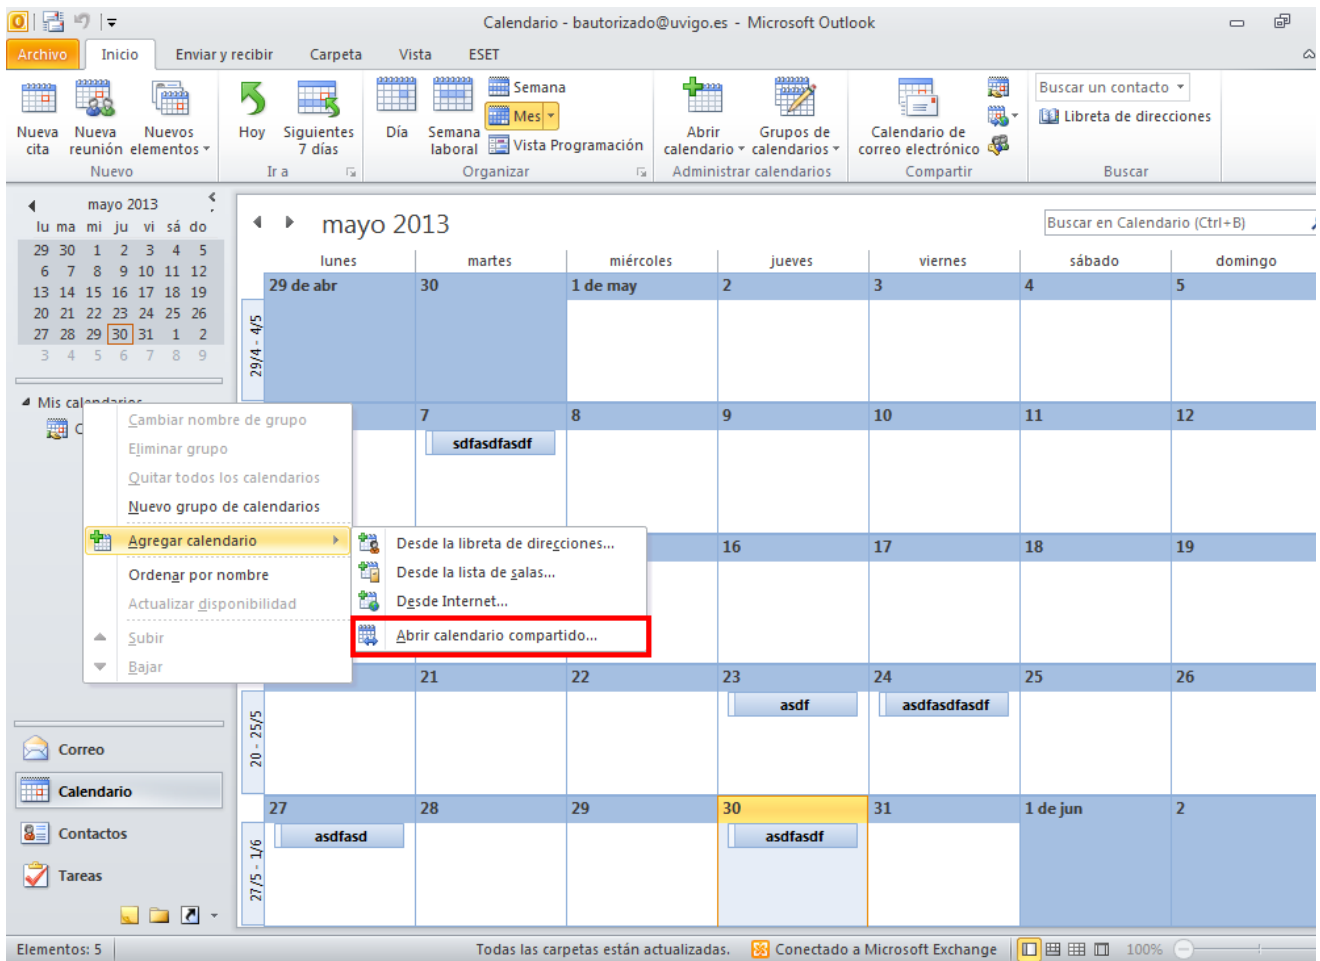 Calendario - bautorizado@uvigo.es - Microsoft Outlook
Archivo Inicio Enviar y recibir Carpeta Vista ESET
Nueva cita
Nueva reunión
Nuevos elementos
Nuevo
Hoy
Siguientes 7 días
Ir a
Día
Semana laboral
Semana
Mes
Vista Programación
Organizar
Abrir calendario
Grupos de calendarios
Administrar calendarios
Calendario de correo electrónico
Compartir
Buscar un contacto
Libreta de direcciones
Buscar
mayo 2013
lu ma mi ju vi sá do
29 30 1 2 3 4 5
6 7 8 9 10 11 12
13 14 15 16 17 18 19
20 21 22 23 24 25 26
27 28 29 30 31 1 2
3 4 5 6 7 8 9
Mis calendarios
C
Cambiar nombre de grupo
Eliminar grupo
Quitar todos los calendarios
Nuevo grupo de calendarios
Agregar calendario
Ordenar por nombre
Actualizar disponibilidad
Subir
Bajar
Desde la libreta de direcciones...
Desde la lista de salas...
Desde Internet...
Abrir calendario compartido...
Correo
Calendario
Contactos
Tareas
mayo 2013
Buscar en Calendario (Ctrl+B)
lunes martes miércoles jueves viernes sábado domingo
29/4 - 4/5
29 de abr 30 1 de may 2 3 4 5
7 8 9 10 11 12
sdfasdfasdf
16 17 18 19
20 - 25/5
21 22 23 24 25 26
asdf asdfasdfasdf
27/5 - 1/6
27 28 29 30 31 1 de jun 2
asdfasd asdfasdf
Elementos: 5 Todas las carpetas están actualizadas. Conectado a Microsoft Exchange 100%